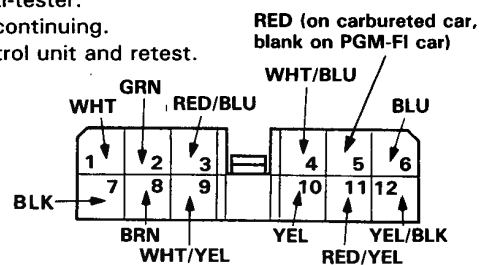 ti-tester.
continuing.
trol unit and retest.
RED (on carbureted car,
blank on PGM-FI car)
WHT/BLU
GRN
WHT
RED/BLU
BLU
1 2 3 4 5 6
7 8 9 10 11 12
BLK
BRN
WHT/YEL
YEL
RED/YEL
YEL/BLK